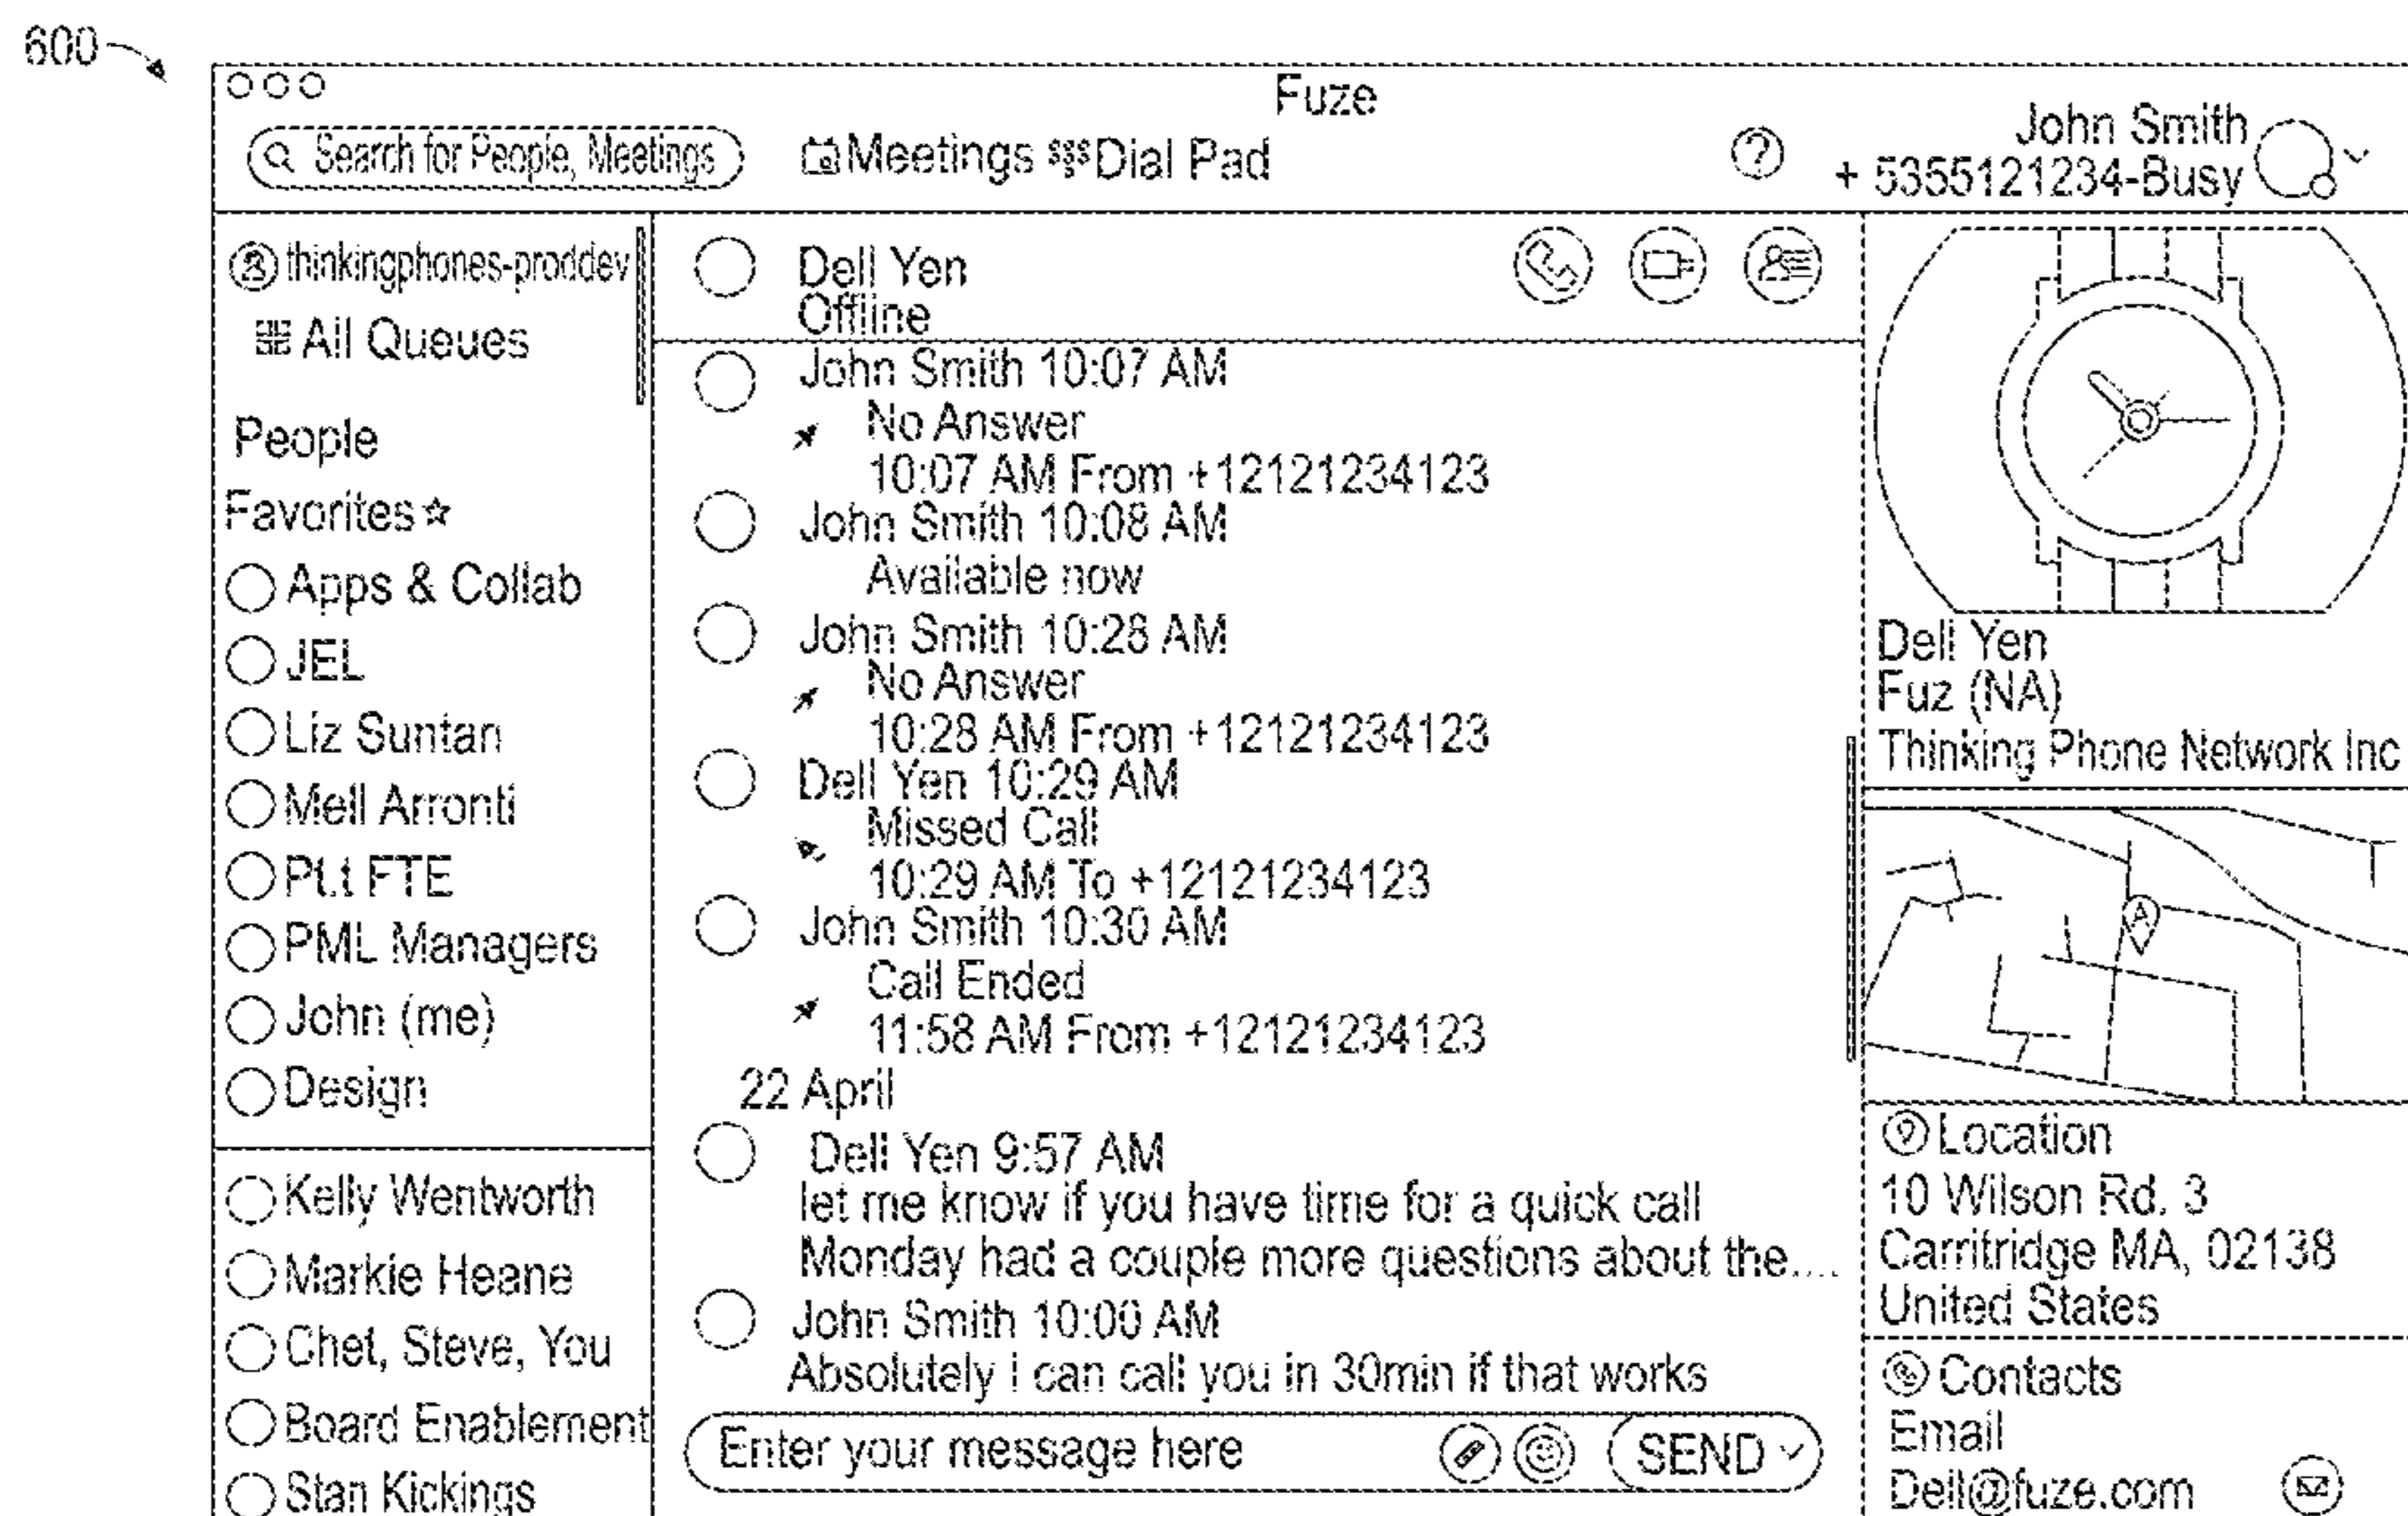 600
Fuze
Search for People, Meetings
Meetings
Dial Pad
John Smith
+ 5355121234-Busy
thinkingphones-proddev
All Queues
People
Favorites
Apps & Collab
JEL
Liz Suntan
Mell Arronti
PLt FTE
PML Managers
John (me)
Design
Kelly Wentworth
Markie Heane
Chet, Steve, You
Board Enablement
Stan Kickings
Dell Yen
Offline
John Smith 10:07 AM
No Answer
10:07 AM From +12121234123
John Smith 10:08 AM
Available now
John Smith 10:28 AM
No Answer
10:28 AM From +12121234123
Dell Yen 10:29 AM
Missed Call
10:29 AM To +12121234123
John Smith 10:30 AM
Call Ended
11:58 AM From +12121234123
22 April
Dell Yen 9:57 AM
let me know if you have time for a quick call
Monday had a couple more questions about the....
John Smith 10:00 AM
Absolutely I can call you in 30min if that works
Enter your message here
SEND
Dell Yen
Fuz (NA)
Thinking Phone Network Inc
A
Location
10 Wilson Rd. 3
Carritridge MA, 02138
United States
Contacts
Email
Dell@fuze.com